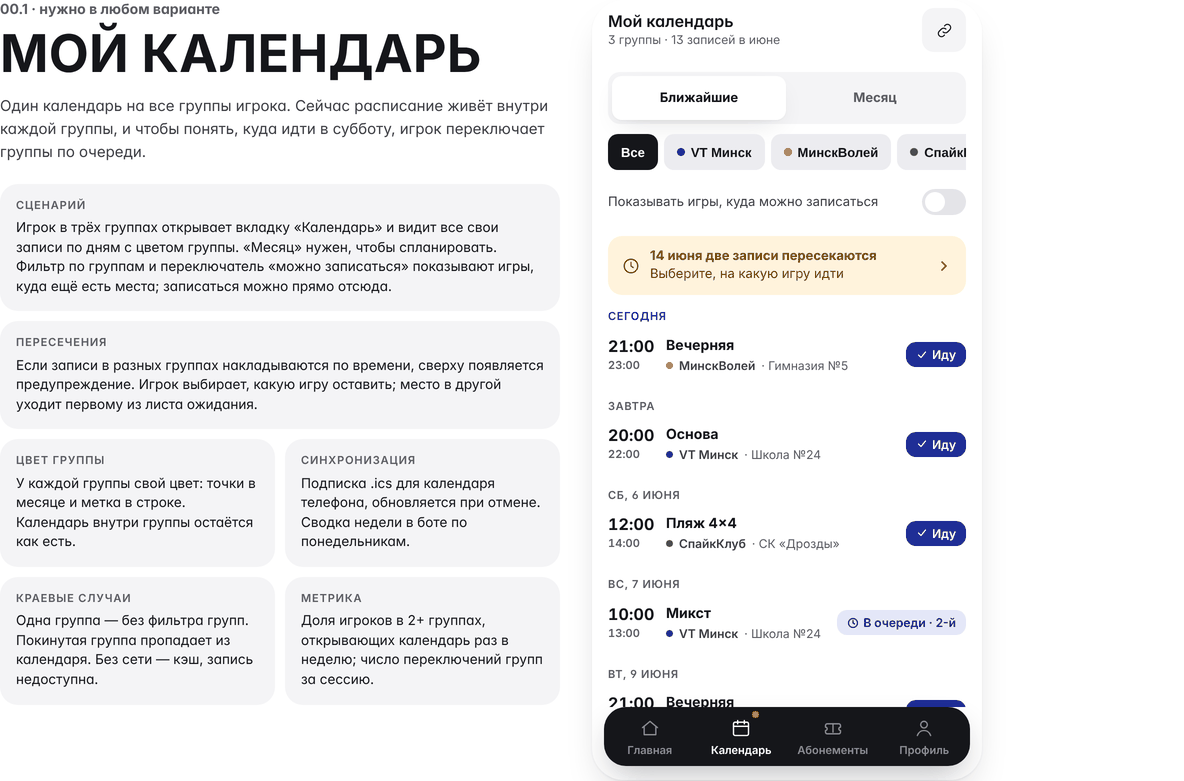 00.1 · нужно в любом варианте
МОЙ КАЛЕНДАРЬ
Один календарь на все группы игрока. Сейчас расписание живёт внутри
каждой группы, и чтобы понять, куда идти в субботу, игрок переключает
группы по очереди.
СЦЕНАРИЙ
Игрок в трёх группах открывает вкладку «Календарь» и видит все свои
записи по дням с цветом группы. «Месяц» нужен, чтобы спланировать.
Фильтр по группам и переключатель «можно записаться» показывают игры,
куда ещё есть места; записаться можно прямо отсюда.
ПЕРЕСЕЧЕНИЯ
Если записи в разных группах накладываются по времени, сверху появляется
предупреждение. Игрок выбирает, какую игру оставить; место в другой
уходит первому из листа ожидания.
ЦВЕТ ГРУППЫ
У каждой группы свой цвет: точки в
месяце и метка в строке.
Календарь внутри группы остаётся
как есть.
СИНХРОНИЗАЦИЯ
Подписка .ics для календаря
телефона, обновляется при отмене.
Сводка недели в боте по
понедельникам.
КРАЕВЫЕ СЛУЧАИ
Одна группа — без фильтра групп.
Покинутая группа пропадает из
календаря. Без сети — кэш, запись
недоступна.
МЕТРИКА
Доля игроков в 2+ группах,
открывающих календарь раз в
неделю; число переключений групп
за сессию.
Мой календарь
3 группы · 13 записей в июне
Ближайшие
Месяц
Все
VT Минск
МинскВолей
Показывать игры, куда можно записаться
14 июня две записи пересекаются
Выберите, на какую игру идти
СЕГОДНЯ
21:00 Вечерняя
23:00 МинскВолей · Гимназия №5
Иду
ЗАВТРА
20:00 Основа
22:00 VT Минск · Школа №24
Иду
СБ, 6 ИЮНЯ
12:00 Пляж 4×4
14:00 СпайкКлуб · СК «Дрозды»
Иду
ВС, 7 ИЮНЯ
10:00 Микст
13:00 VT Минск · Школа №24
В очереди · 2-й
ВТ, 9 ИЮНЯ
21:00 Вечерняя
Главная
Календарь
Абонементы
Профиль